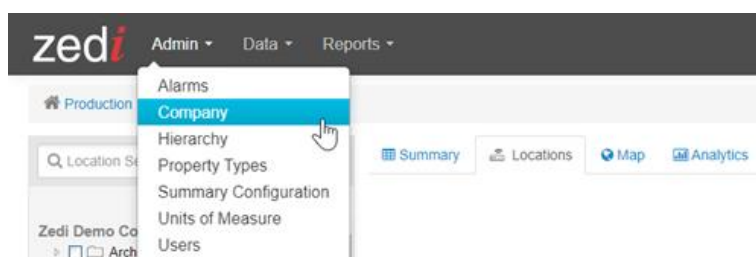 zedi Admin Data Reports
Alarms
Production
Company
Hierarchy
Location Se
Property Types
Summary Locations Map Analytics
Summary Configuration
Units of Measure
Zedi Demo Co
Users
Arch